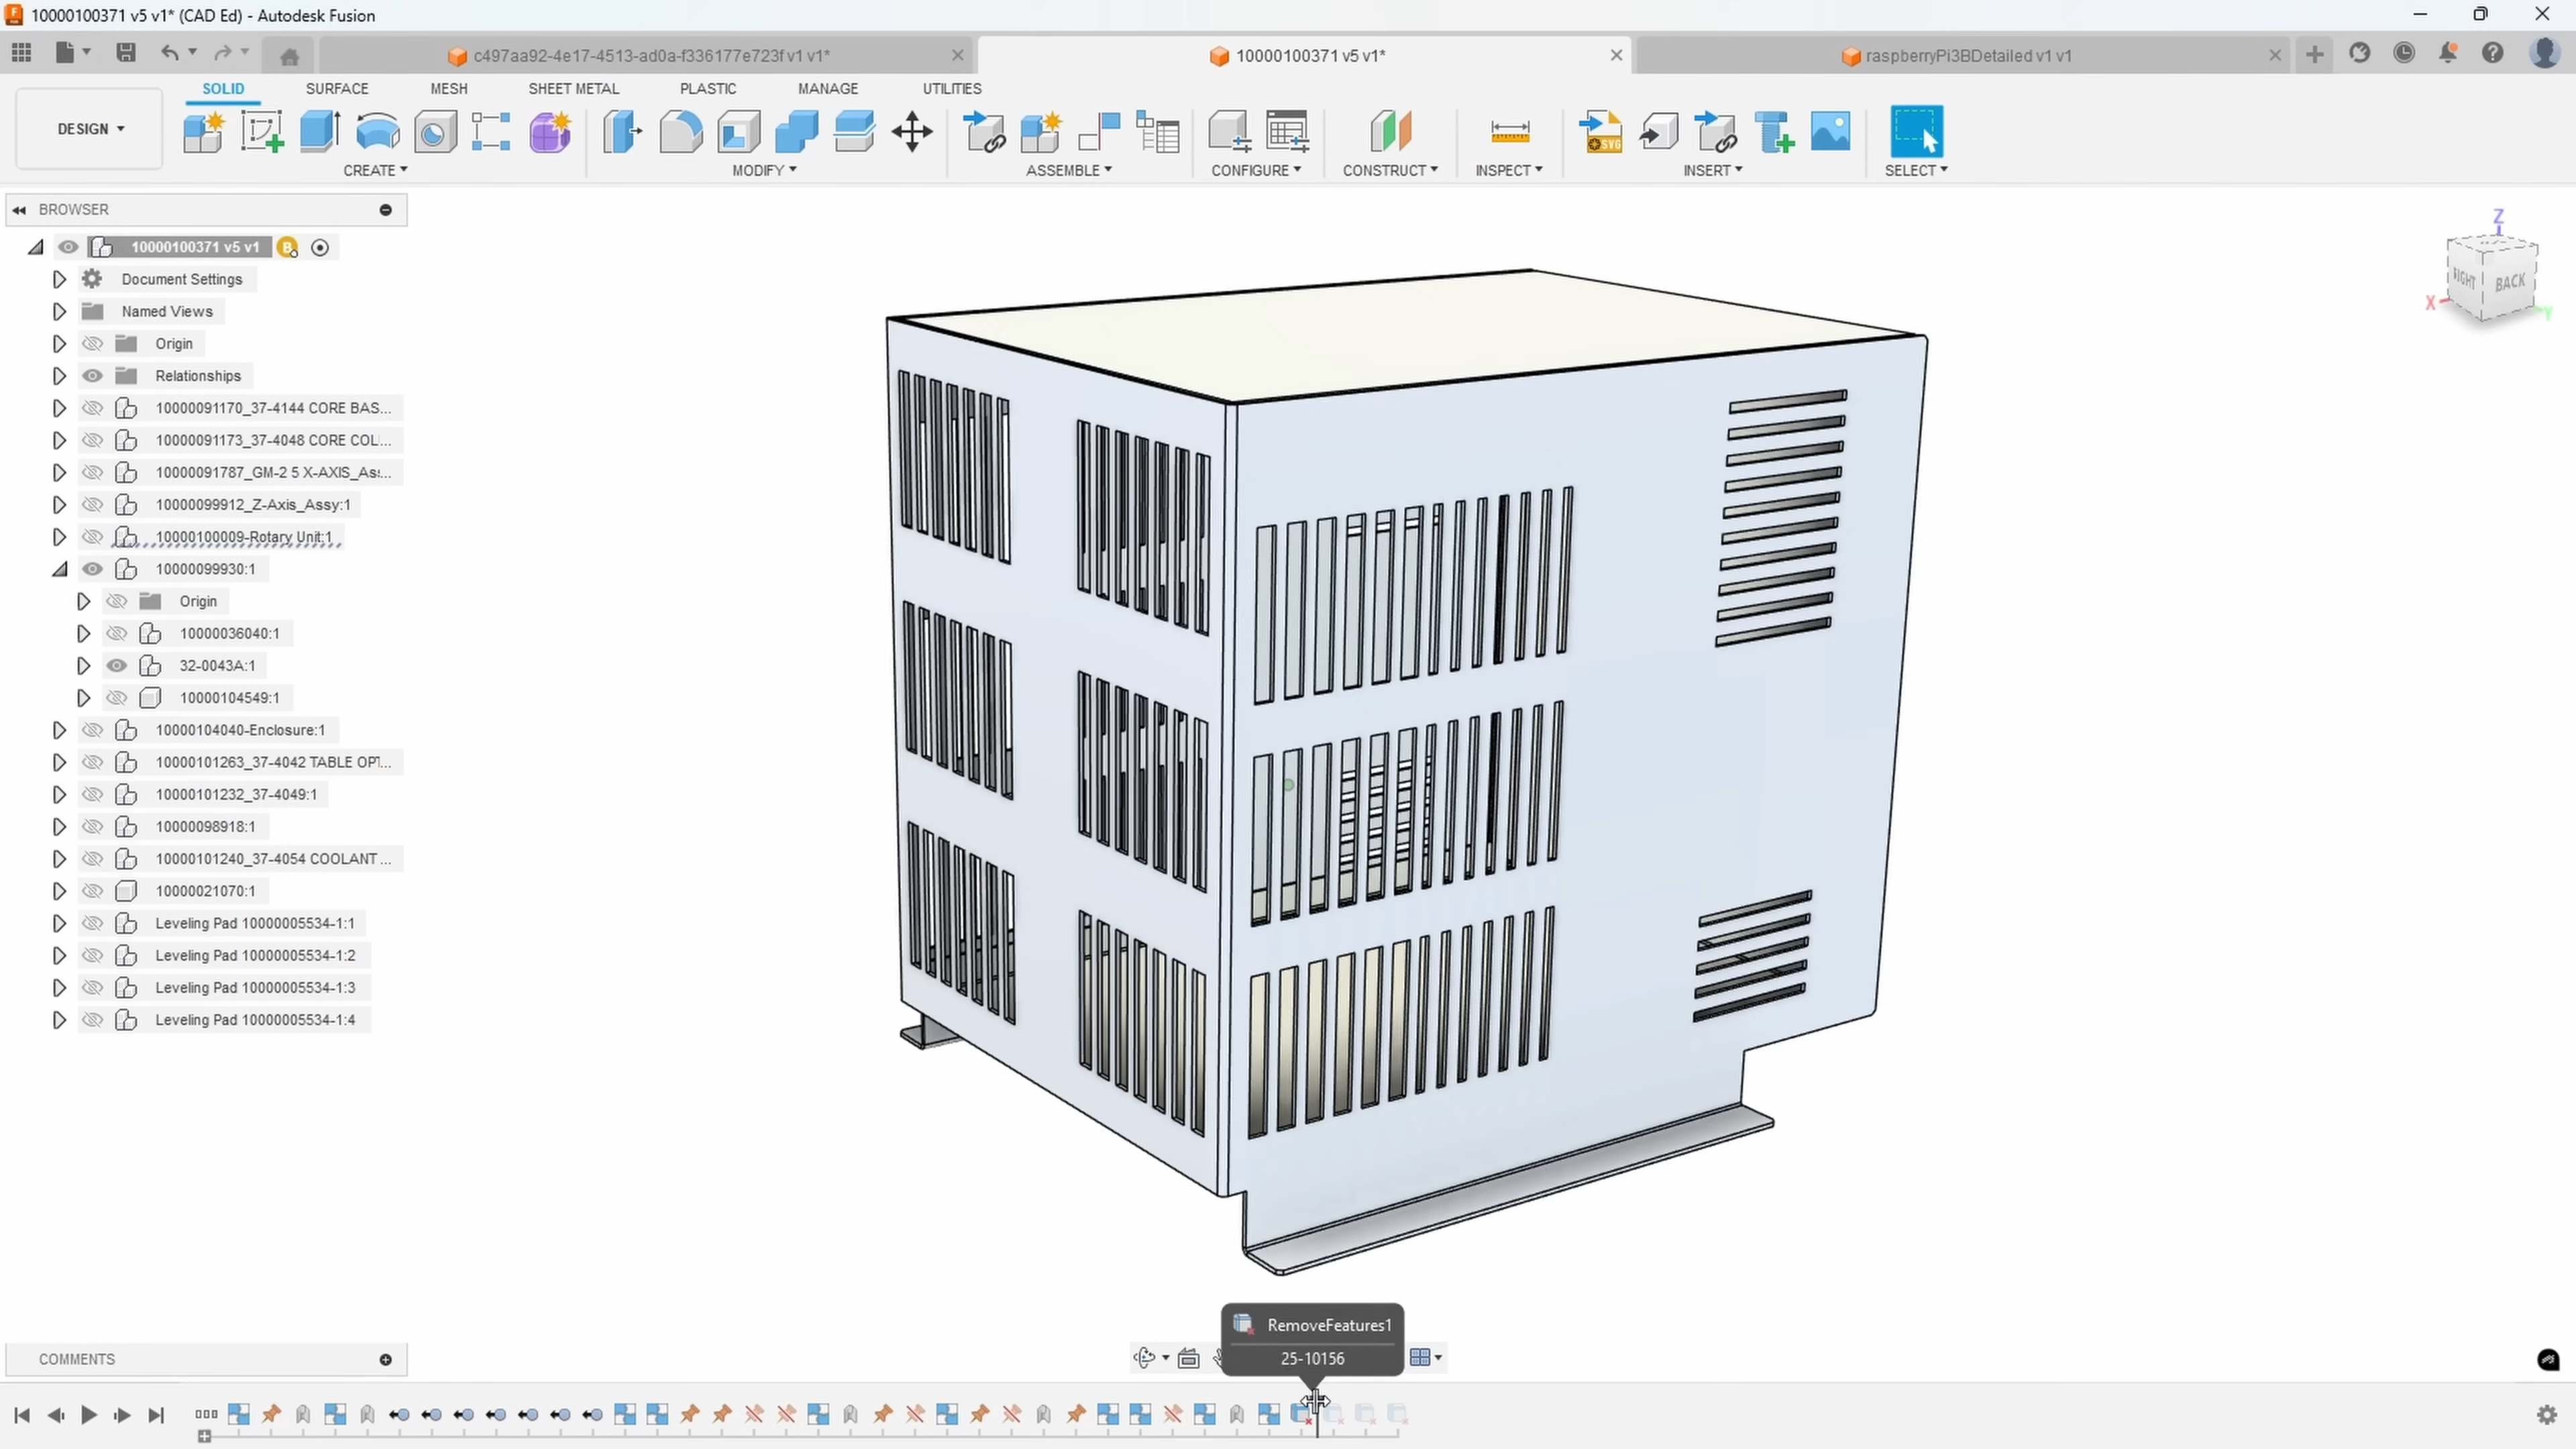 10000100371 v5 v1* (CAD Ed) - Autodesk Fusion
c497aa92-4e17-4513-ad0a-f336177e723f v1 v1*
10000100371 v5 v1*
raspberryPi3BDetailed v1 v1
SOLID SURFACE MESH SHEET METAL PLASTIC MANAGE UTILITIES
DESIGN
SVG
CREATE MODIFY ASSEMBLE CONFIGURE CONSTRUCT INSPECT INSERT SELECT
BROWSER
10000100371 v5 v1 B
Document Settings
Named Views
Origin
Relationships
10000091170_37-4144 CORE BAS...
10000091173_37-4048 CORE COL...
10000091787_GM-2 5 X-AXIS_Ass...
10000099912_Z-Axis_Assy:1
10000100009-Rotary Unit:1
10000099930:1
Origin
10000036040:1
32-0043A:1
10000104549:1
10000104040-Enclosure:1
10000101263_37-4042 TABLE OPT...
10000101232_37-4049:1
10000098918:1
10000101240_37-4054 COOLANT ...
10000021070:1
Leveling Pad 10000005534-1:1
Leveling Pad 10000005534-1:2
Leveling Pad 10000005534-1:3
Leveling Pad 10000005534-1:4
Z
RIGHT BACK
X Y
RemoveFeatures1
25-10156
COMMENTS